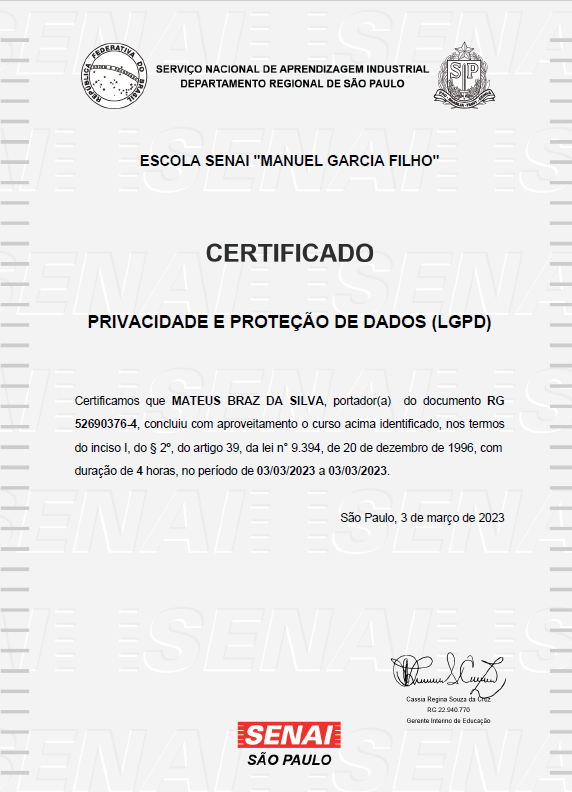 REPÚBLICA FEDERATIVA DO BRASIL
SERVIÇO NACIONAL DE APRENDIZAGEM INDUSTRIAL
DEPARTAMENTO REGIONAL DE SÃO PAULO
SP
ESCOLA SENAI "MANUEL GARCIA FILHO"
CERTIFICADO
PRIVACIDADE E PROTEÇÃO DE DADOS (LGPD)
Certificamos que MATEUS BRAZ DA SILVA, portador(a) do documento RG
52690376-4, concluiu com aproveitamento o curso acima identificado, nos termos
do inciso I, do § 2º, do artigo 39, da lei n° 9.394, de 20 de dezembro de 1996, com
duração de 4 horas, no período de 03/03/2023 a 03/03/2023.
São Paulo, 3 de março de 2023
Cassia Regina Souza da Cruz
RG 22.940.770
Gerente Interino de Educação
SENAI
SÃO PAULO